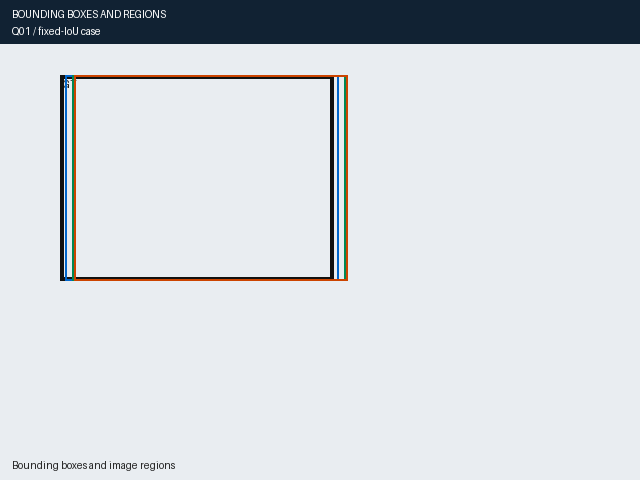 BOUNDING BOXES AND REGIONS
Q01 / fixed-IoU case
Bounding boxes and image regions